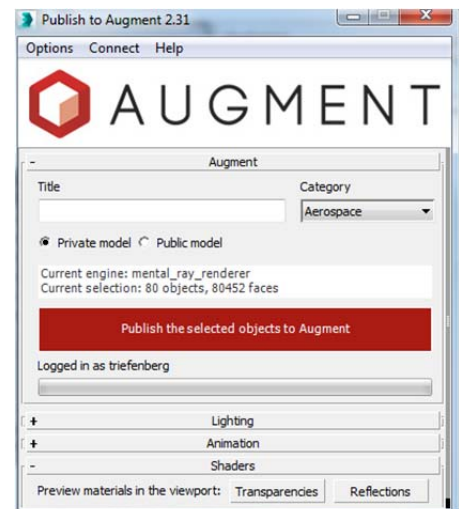 Publish to Augment 2.31
Options Connect Help
AUGMENT
- Augment
Title Category
Aerospace
Private model Public model
Current engine: mental_ray_renderer
Current selection: 80 objects, 80452 faces
Publish the selected objects to Augment
Logged in as triefenberg
+ Lighting
+ Animation
- Shaders
Preview materials in the viewport: Transparencies Reflections